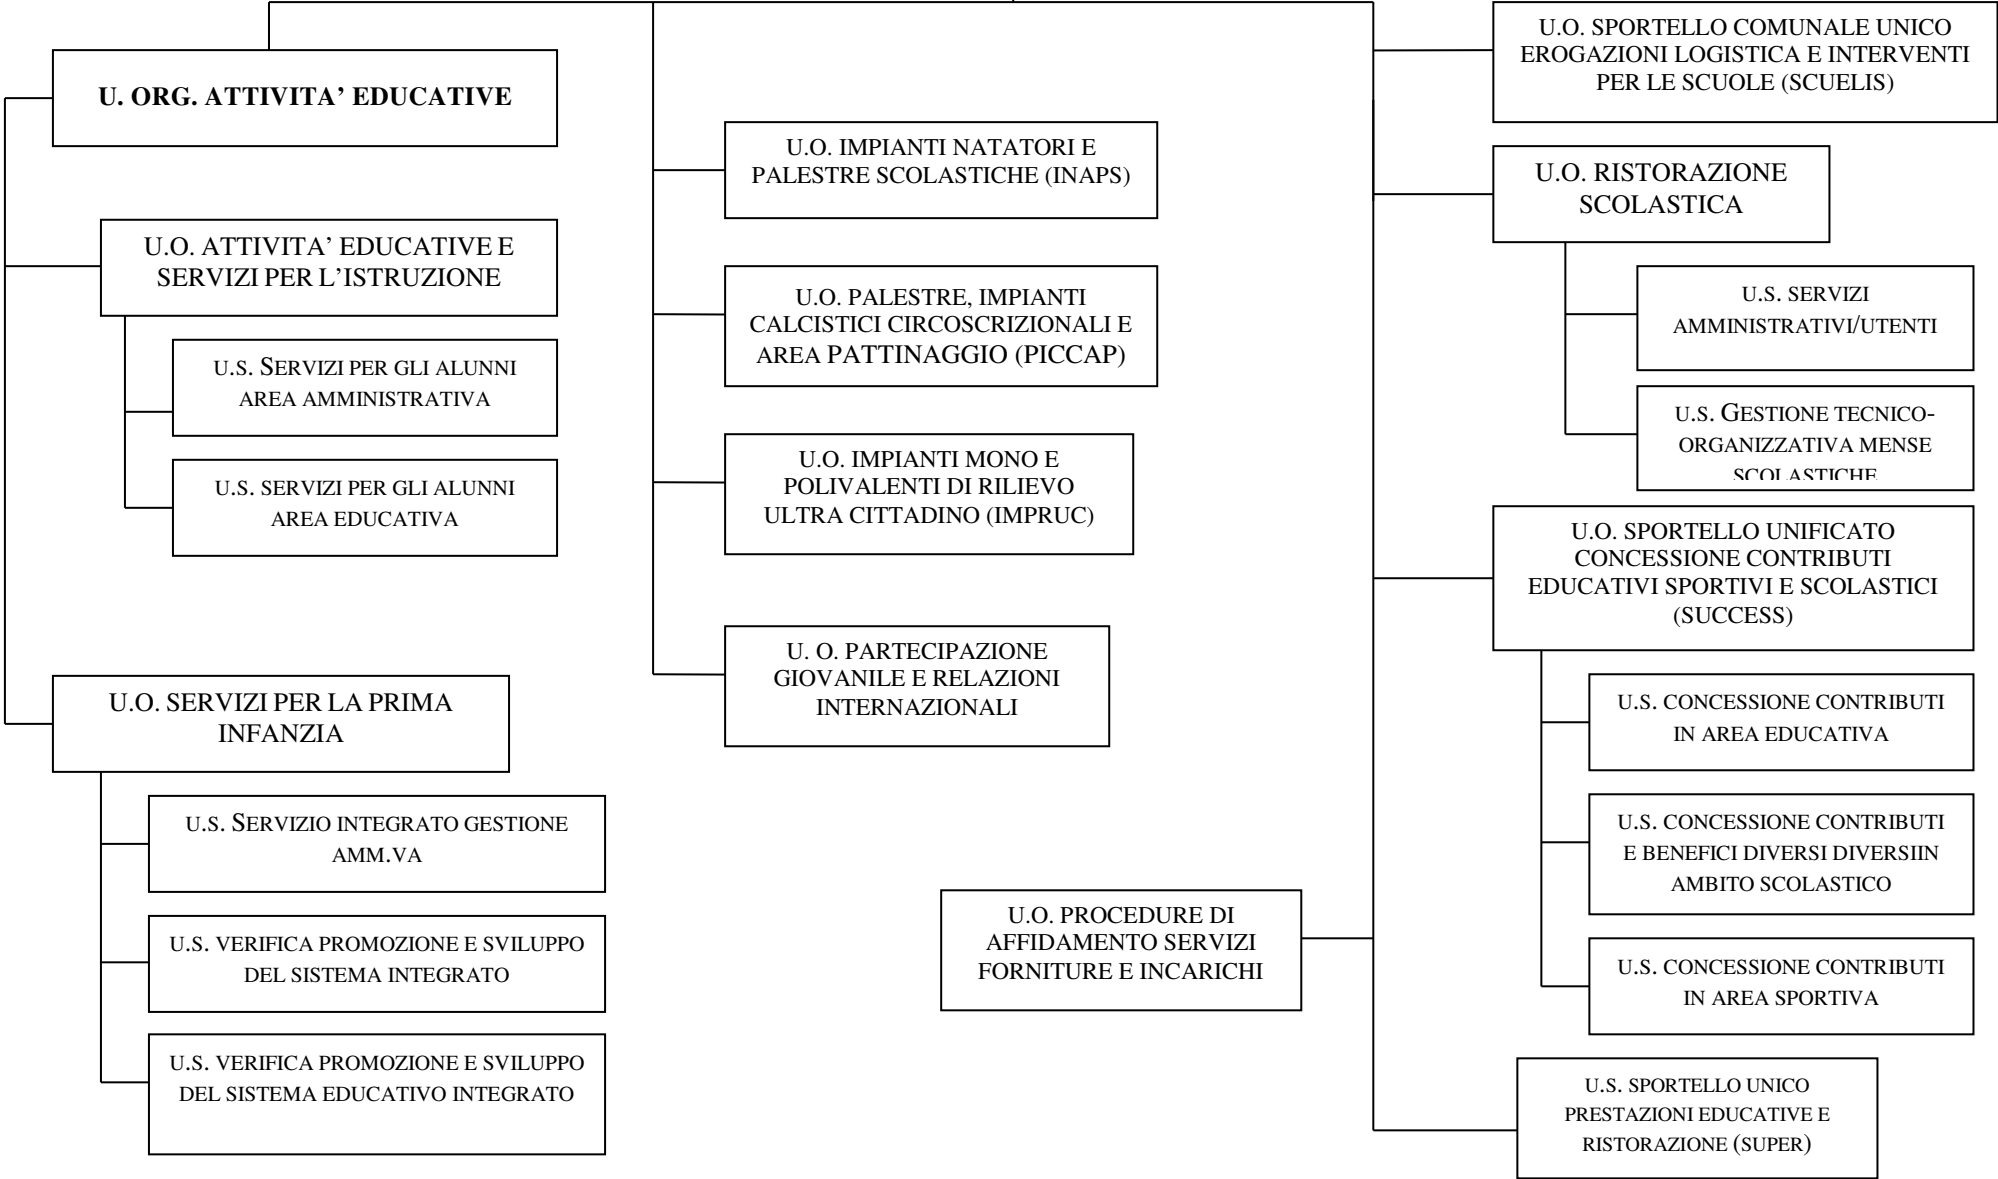 U. ORG. ATTIVITA’ EDUCATIVE
U.O. ATTIVITA’ EDUCATIVE E
SERVIZI PER L’ISTRUZIONE
U.S. SERVIZI PER GLI ALUNNI
AREA AMMINISTRATIVA
U.S. SERVIZI PER GLI ALUNNI
AREA EDUCATIVA
U.O. SERVIZI PER LA PRIMA
INFANZIA
U.S. SERVIZIO INTEGRATO GESTIONE
AMM.VA
U.S. VERIFICA PROMOZIONE E SVILUPPO
DEL SISTEMA INTEGRATO
U.S. VERIFICA PROMOZIONE E SVILUPPO
DEL SISTEMA EDUCATIVO INTEGRATO
U.O. IMPIANTI NATATORI E
PALESTRE SCOLASTICHE (INAPS)
U.O. PALESTRE, IMPIANTI
CALCISTICI CIRCOSCRIZIONALI E
AREA PATTINAGGIO (PICCAP)
U.O. IMPIANTI MONO E
POLIVALENTI DI RILIEVO
ULTRA CITTADINO (IMPRUC)
U. O. PARTECIPAZIONE
GIOVANILE E RELAZIONI
INTERNAZIONALI
U.O. PROCEDURE DI
AFFIDAMENTO SERVIZI
FORNITURE E INCARICHI
U.O. SPORTELLO COMUNALE UNICO
EROGAZIONI LOGISTICA E INTERVENTI
PER LE SCUOLE (SCUELIS)
U.O. RISTORAZIONE
SCOLASTICA
U.S. SERVIZI
AMMINISTRATIVI/UTENTI
U.S. GESTIONE TECNICO-
ORGANIZZATIVA MENSE
SCOLASTICHE
U.O. SPORTELLO UNIFICATO
CONCESSIONE CONTRIBUTI
EDUCATIVI SPORTIVI E SCOLASTICI
(SUCCESS)
U.S. CONCESSIONE CONTRIBUTI
IN AREA EDUCATIVA
U.S. CONCESSIONE CONTRIBUTI
E BENEFICI DIVERSI DIVERSIIN
AMBITO SCOLASTICO
U.S. CONCESSIONE CONTRIBUTI
IN AREA SPORTIVA
U.S. SPORTELLO UNICO
PRESTAZIONI EDUCATIVE E
RISTORAZIONE (SUPER)